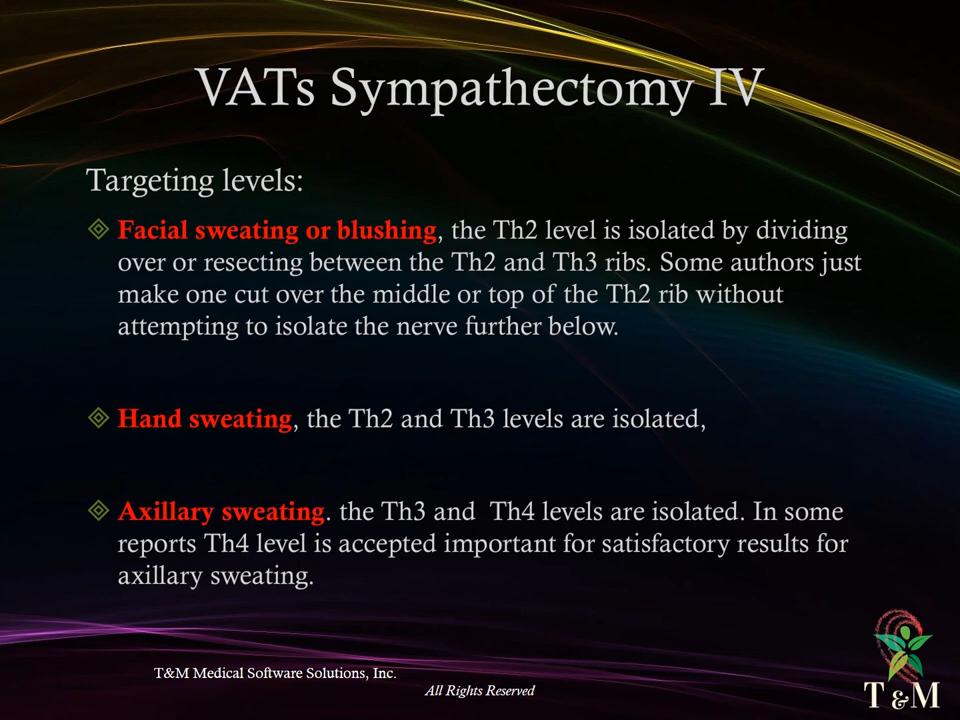 VATs Sympathectomy IV
Targeting levels:
Facial sweating or blushing, the Th2 level is isolated by dividing
over or resecting between the Th2 and Th3 ribs. Some authors just
make one cut over the middle or top of the Th2 rib without
attempting to isolate the nerve further below.
Hand sweating, the Th2 and Th3 levels are isolated,
Axillary sweating. the Th3 and  Th4 levels are isolated. In some
reports Th4 level is accepted important for satisfactory results for
axillary sweating.
T&M Medical Software Solutions, Inc.
All Rights Reserved
T & M